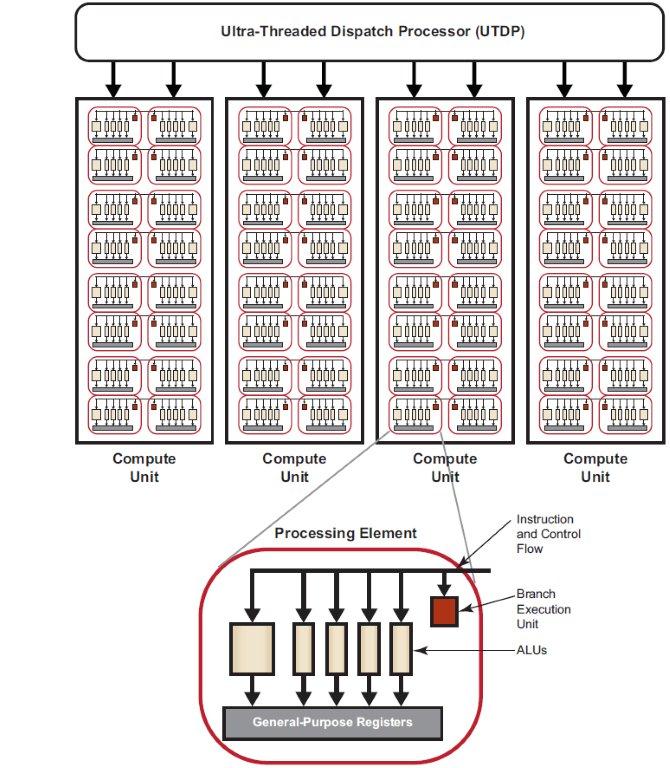 Ultra-Threaded Dispatch Processor (UTDP)
Compute
Unit
Compute
Unit
Compute
Unit
Compute
Unit
Processing Element
Instruction
and Control
Flow
Branch
Execution
Unit
ALUs
General-Purpose Registers